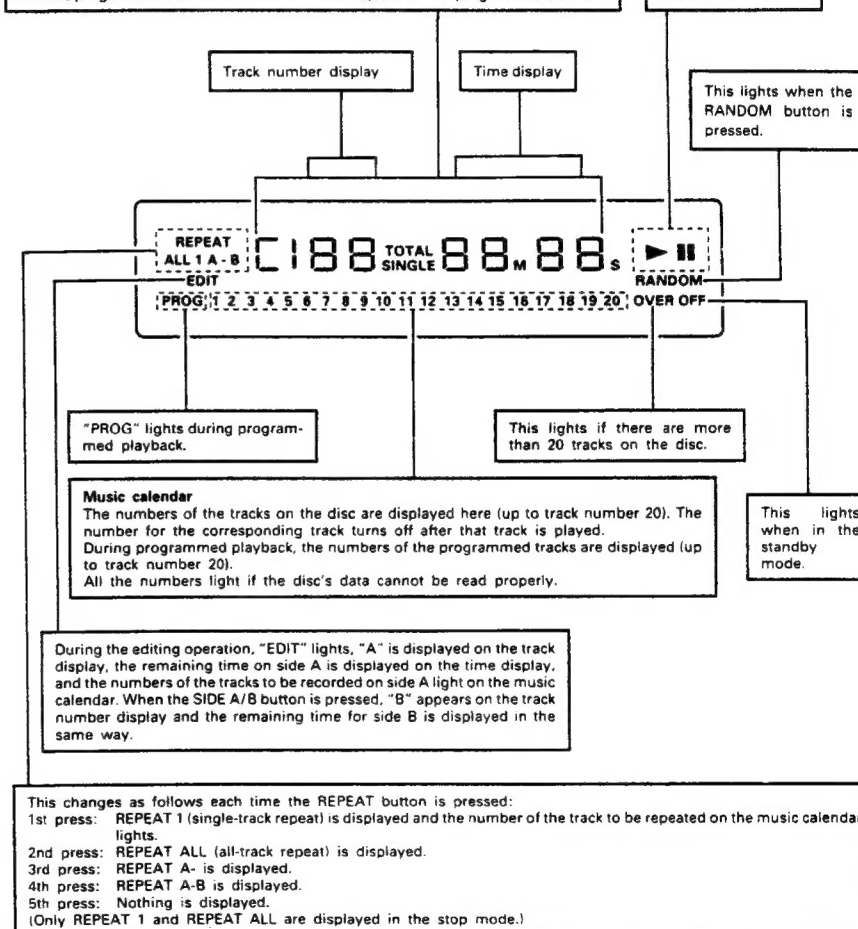 Track number display
Time display
This lights when the
RANDOM button is
pressed.
REPEAT
ALL 1 A - B
EDIT
TOTAL
SINGLE
M
S
RANDOM
PROG 1 2 3 4 5 6 7 8 9 10 11 12 13 14 15 16 17 18 19 20 OVER OFF
"PROG" lights during program-
med playback.
This lights if there are more
than 20 tracks on the disc.
Music calendar
The numbers of the tracks on the disc are displayed here (up to track number 20). The
number for the corresponding track turns off after that track is played.
During programmed playback, the numbers of the programmed tracks are displayed (up
to track number 20).
All the numbers light if the disc's data cannot be read properly.
This lights
when in the
standby
mode.
During the editing operation, "EDIT" lights, "A" is displayed on the track
display, the remaining time on side A is displayed on the time display,
and the numbers of the tracks to be recorded on side A light on the music
calendar. When the SIDE A/B button is pressed, "B" appears on the track
number display and the remaining time for side B is displayed in the
same way.
This changes as follows each time the REPEAT button is pressed:
1st press: REPEAT 1 (single-track repeat) is displayed and the number of the track to be repeated on the music calendar
lights.
2nd press: REPEAT ALL (all-track repeat) is displayed.
3rd press: REPEAT A- is displayed.
4th press: REPEAT A-B is displayed.
5th press: Nothing is displayed.
(Only REPEAT 1 and REPEAT ALL are displayed in the stop mode.)